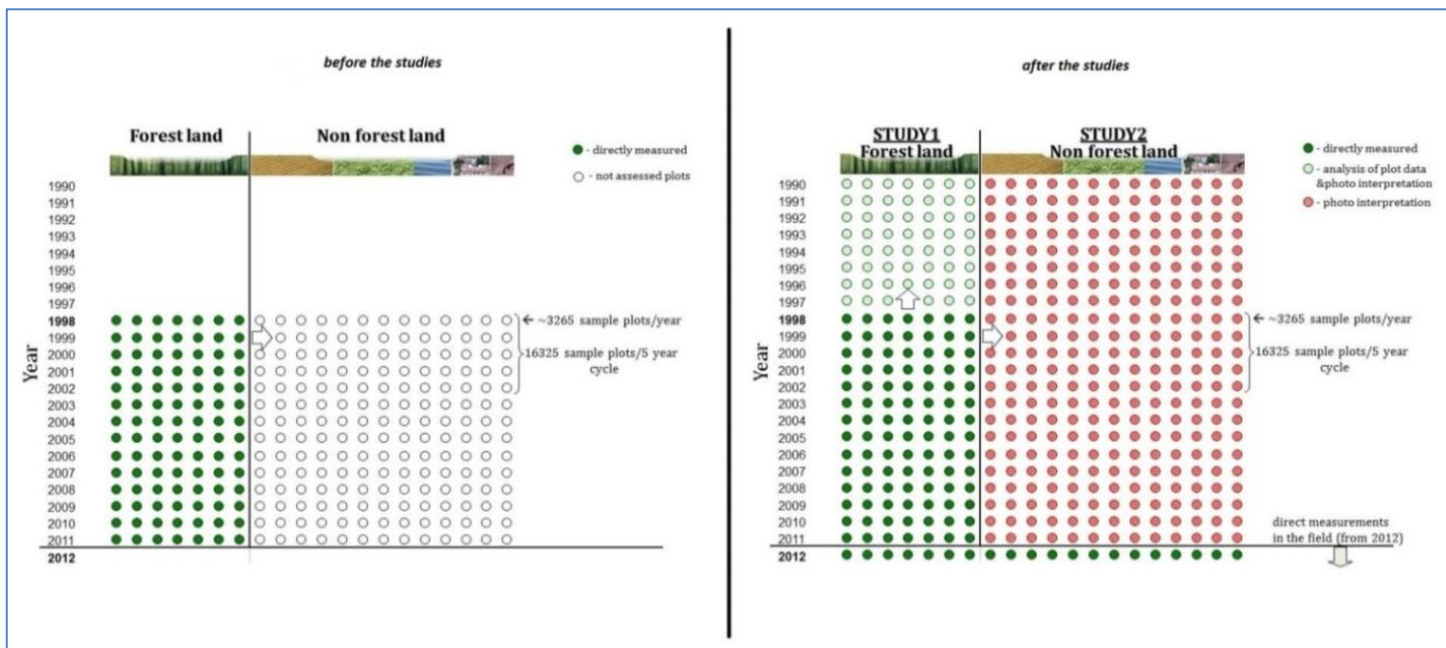 before the studies
Forest land
Non forest land
- directly measured
- not assessed plots
Year
1990
1991
1992
1993
1994
1995
1996
1997
1998
1999
2000
2001
2002
2003
2004
2005
2006
2007
2008
2009
2010
2011
2012
~3265 sample plots/year
16325 sample plots/5 year
cycle
after the studies
STUDY1
Forest land
STUDY2
Non forest land
- directly measured
- analysis of plot data
&photo interpretation
- photo interpretation
Year
1990
1991
1992
1993
1994
1995
1996
1997
1998
1999
2000
2001
2002
2003
2004
2005
2006
2007
2008
2009
2010
2011
2012
~3265 sample plots/year
16325 sample plots/5 year
cycle
direct measurements
in the field (from 2012)